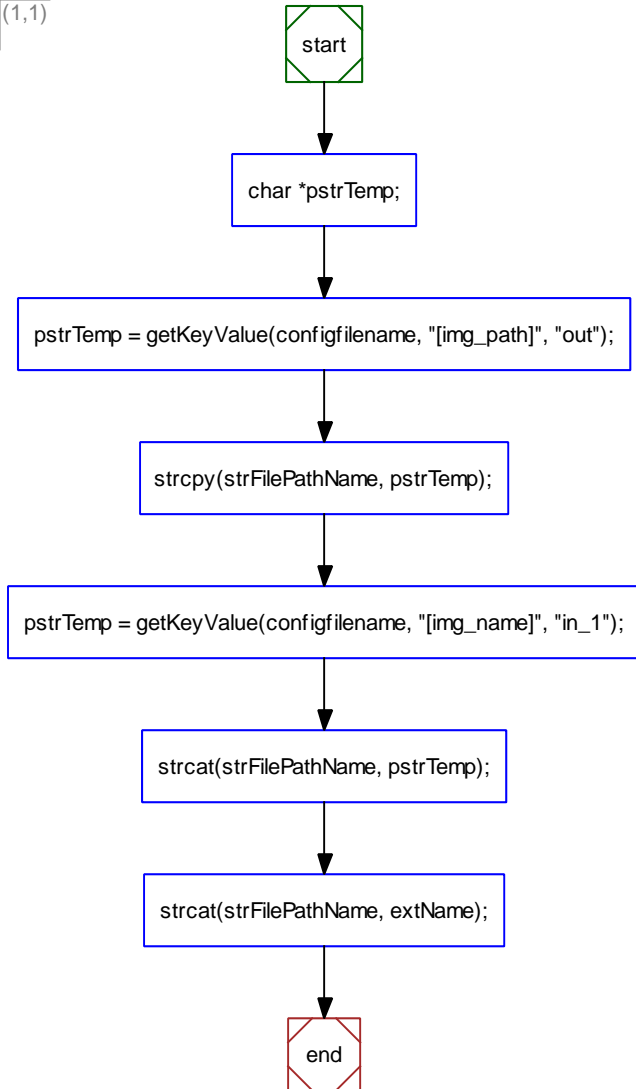 (1,1)
start
char *pstrTemp;
pstrTemp = getKeyValue(configfilename, "[img_path]", "out");
strcpy(strFilePathName, pstrTemp);
pstrTemp = getKeyValue(configfilename, "[img_name]", "in_1");
strcat(strFilePathName, pstrTemp);
strcat(strFilePathName, extName);
end